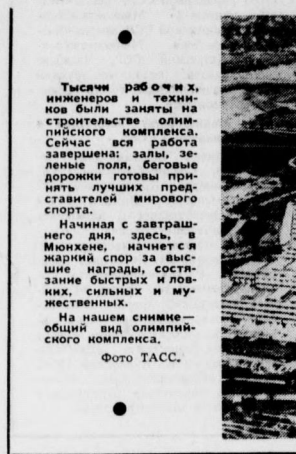 Тысячи рабочих,
инженеров и техни-
ков были заняты на
строительстве олим-
пийского комплекса.
Сейчас вся работа
завершена: залы, зе-
леные поля, беговые
дорожки готовы при-
нять лучших пред-
ставителей мирового
спорта.
Начиная с завтраш-
него дня, здесь, в
Мюнхене, начнется
жаркий спор за выс-
шие награды, состя-
зание быстрых и лов-
ких, сильных и му-
жественных.
На нашем снимке—
общий вид олимпий-
ского комплекса.
Фото ТАСС.